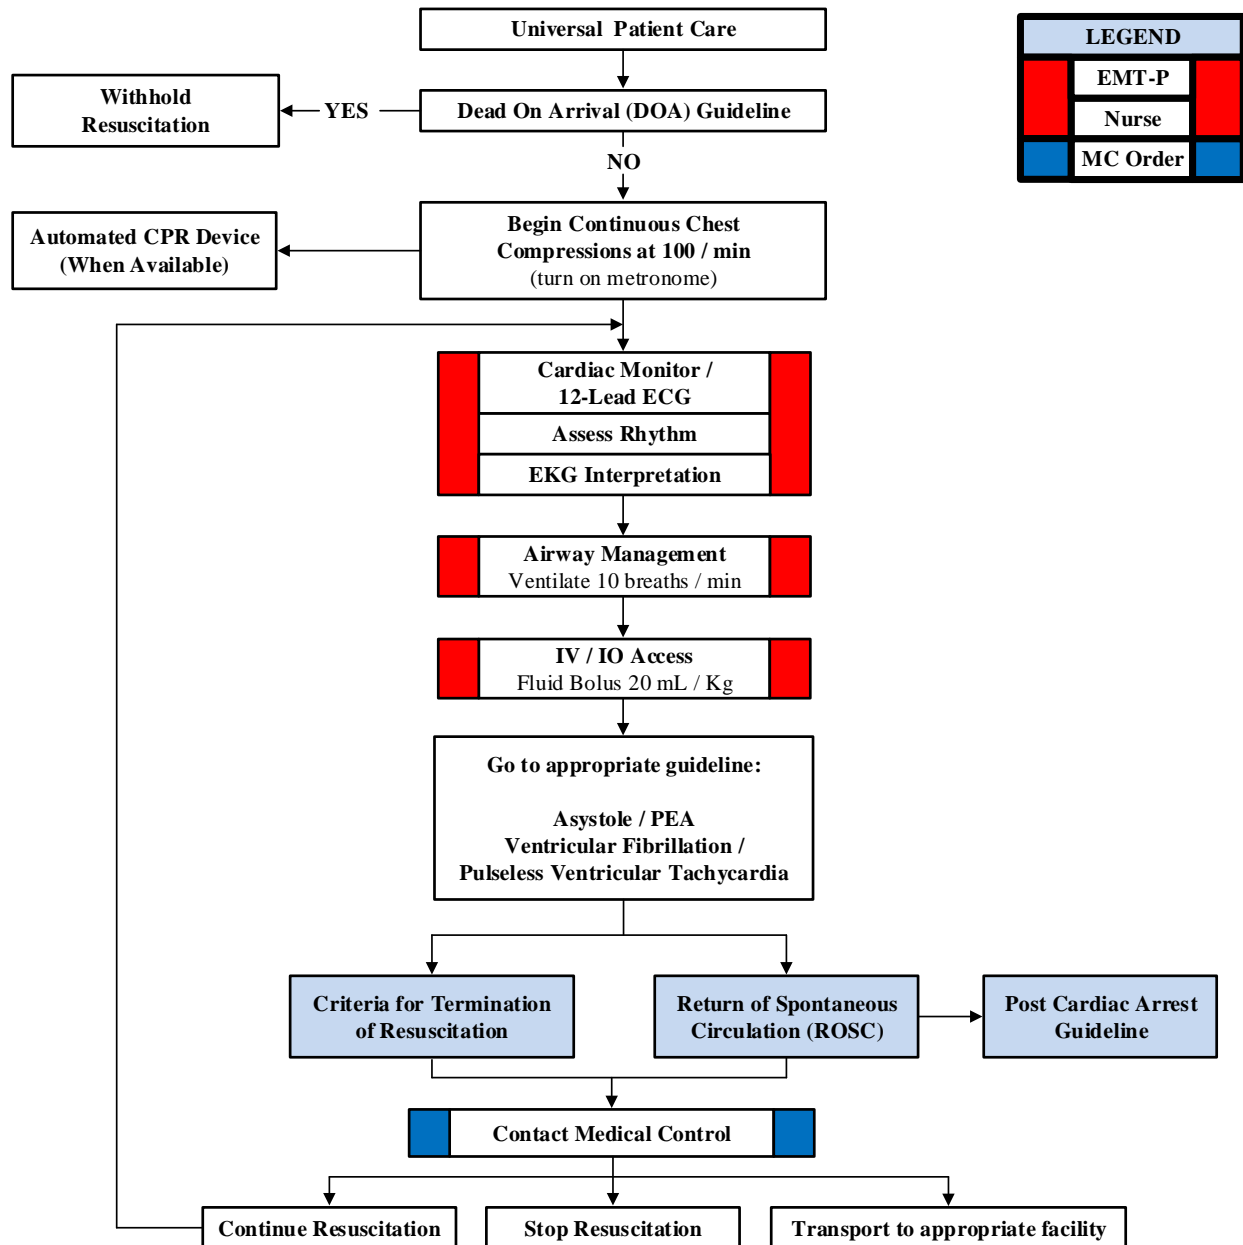 Universal Patient Care
LEGEND
EMT-P
Nurse
MC Order
Withhold
Resuscitation
YES
Dead On Arrival (DOA) Guideline
NO
Automated CPR Device
(When Available)
Begin Continuous Chest
Compressions at 100 / min
(turn on metronome)
Cardiac Monitor /
12-Lead ECG
Assess Rhythm
EKG Interpretation
Airway Management
Ventilate 10 breaths / min
IV / IO Access
Fluid Bolus 20 mL / Kg
Go to appropriate guideline:
Asystole / PEA
Ventricular Fibrillation /
Pulseless Ventricular Tachycardia
Criteria for Termination
of Resuscitation
Return of Spontaneous
Circulation (ROSC)
Post Cardiac Arrest
Guideline
Contact Medical Control
Continue Resuscitation
Stop Resuscitation
Transport to appropriate facility